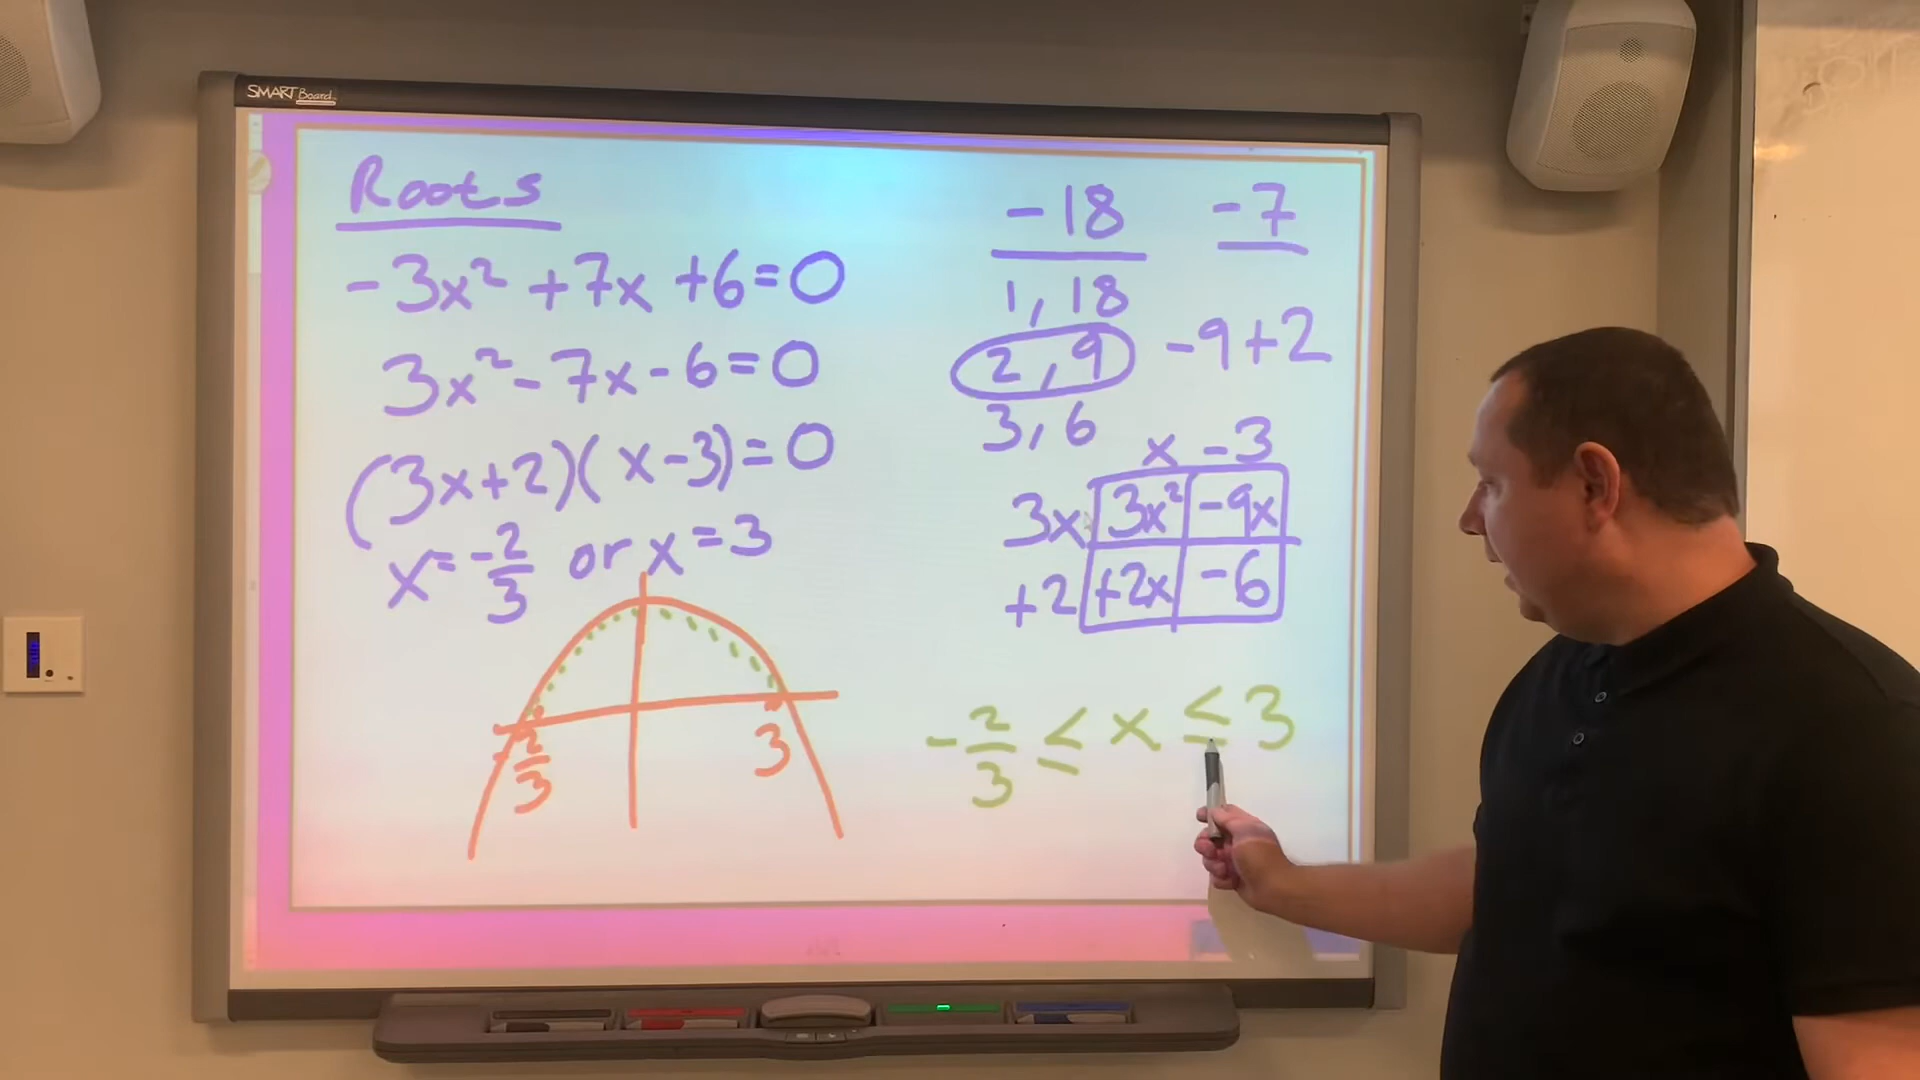 SMART Board
Roots
-3x² +7x +6=0
3x²-7x-6=0
(3x+2)(x-3)=0
x=-2/3 or x=3
-2/3
3
-18 -7
1, 18
2, 9 -9+2
3, 6
x -3
3x 3x² -9x
+2 +2x -6
-2/3 ≤ x ≤ 3